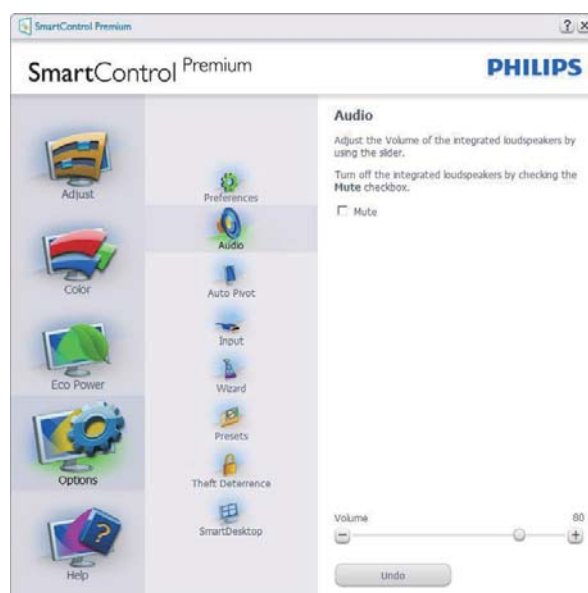 SmartControl Premium
? x
SmartControl Premium
PHILIPS
Adjust
Color
Eco Power
Options
Help
Preferences
Audio
Auto Pivot
Input
Wizard
Presets
Theft Deterrence
SmartDesktop
Audio
Adjust the Volume of the integrated loudspeakers by
using the slider.
Turn off the integrated loudspeakers by checking the
Mute checkbox.
Mute
Volume 80
Undo